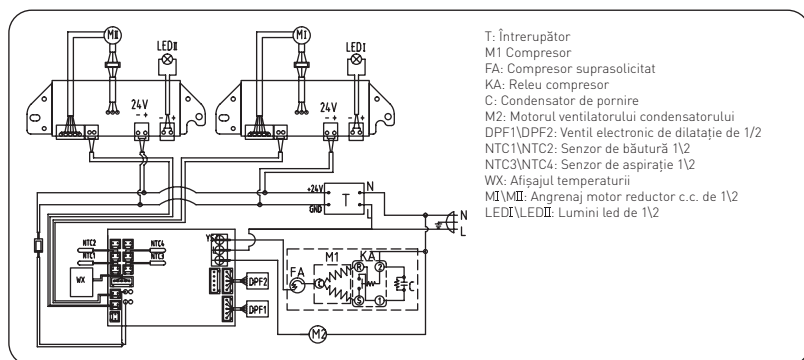 MⅡ
LEDⅡ
MⅠ
LEDⅠ
24V
- +
- +
24V
- +
- +
+24V
GND
T
N
L
N
L
NTC2
NTC4
NTC1
NTC3
WX
YS
L
DPF2
DPF1
FA
M1
KA1
C
R
2
S
1
C
M2
T: Întrerupător
M1 Compresor
FA: Compresor suprasolicitat
KA: Releu compresor
C: Condensator de pornire
M2: Motorul ventilatorului condensatorului
DPF1\DPF2: Ventil electronic de dilatație de 1/2
NTC1\NTC2: Senzor de băutură 1\2
NTC3\NTC4: Senzor de aspirație 1\2
WX: Afișajul temperaturii
MⅠ\MⅡ: Angrenaj motor reductor c.c. de 1\2
LEDⅠ\LEDⅡ: Lumini led de 1\2